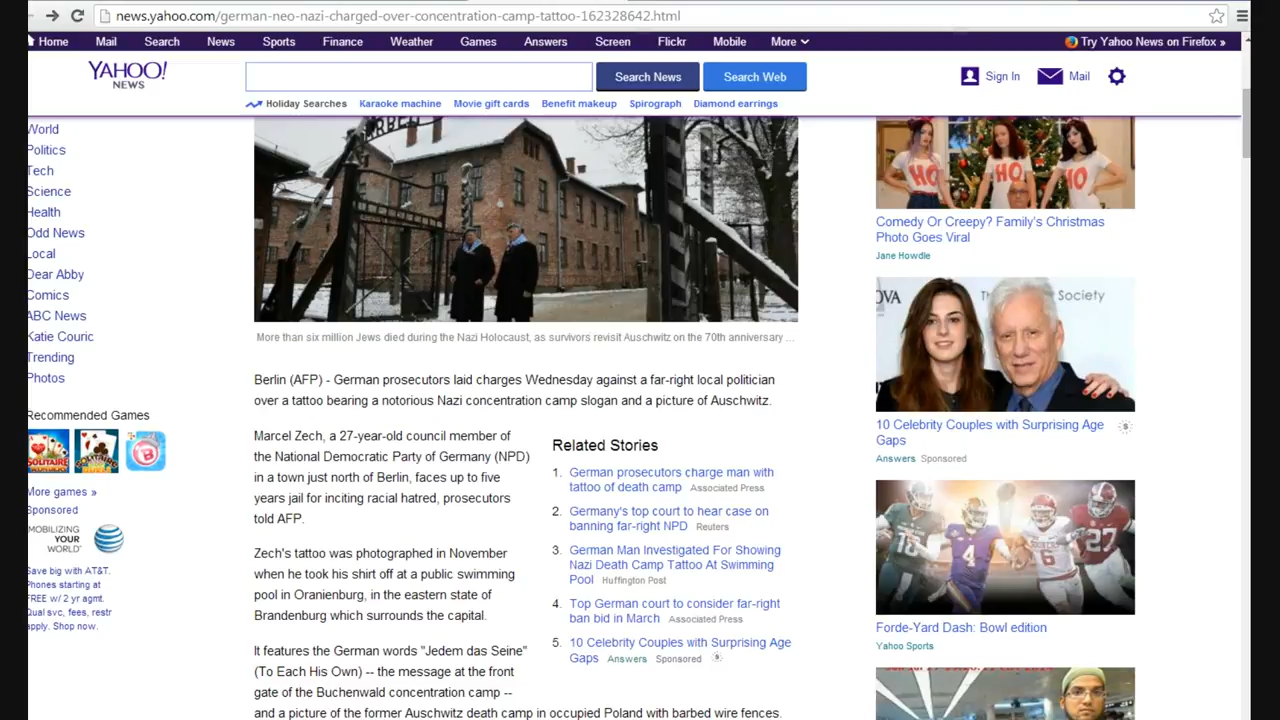 news.yahoo.com/german-neo-nazi-charged-over-concentration-camp-tattoo-162328642.html
Home Mail Search News Sports Finance Weather Games Answers Screen Flickr Mobile More Try Yahoo News on Firefox »
YAHOO!
NEWS
Search News Search Web
Sign In Mail
Holiday Searches Karaoke machine Movie gift cards Benefit makeup Spirograph Diamond earrings
World
Politics
Tech
Science
Health
Odd News
Local
Dear Abby
Comics
ABC News
Katie Couric
Trending
Photos
Recommended Games
More games »
Sponsored
MOBILIZING
YOUR
WORLD
Save big with AT&T.
Phones starting at
FREE w/ 2 yr agmt.
Qual svc, fees, restr
apply. Shop now.
More than six million Jews died during the Nazi Holocaust, as survivors revisit Auschwitz on the 70th anniversary ...
Berlin (AFP) - German prosecutors laid charges Wednesday against a far-right local politician
over a tattoo bearing a notorious Nazi concentration camp slogan and a picture of Auschwitz.
Marcel Zech, a 27-year-old council member of
the National Democratic Party of Germany (NPD)
in a town just north of Berlin, faces up to five
years jail for inciting racial hatred, prosecutors
told AFP.
Zech's tattoo was photographed in November
when he took his shirt off at a public swimming
pool in Oranienburg, in the eastern state of
Brandenburg which surrounds the capital.
It features the German words "Jedem das Seine"
(To Each His Own) -- the message at the front
gate of the Buchenwald concentration camp --
and a picture of the former Auschwitz death camp in occupied Poland with barbed wire fences.
Related Stories
1. German prosecutors charge man with
tattoo of death camp Associated Press
2. Germany's top court to hear case on
banning far-right NPD Reuters
3. German Man Investigated For Showing
Nazi Death Camp Tattoo At Swimming
Pool Huffington Post
4. Top German court to consider far-right
ban bid in March Associated Press
5. 10 Celebrity Couples with Surprising Age
Gaps Answers Sponsored
HO HO HO
Comedy Or Creepy? Family's Christmas
Photo Goes Viral
Jane Howdle
Society
10 Celebrity Couples with Surprising Age
Gaps
Answers Sponsored
18 4 6 27
Forde-Yard Dash: Bowl edition
Yahoo Sports